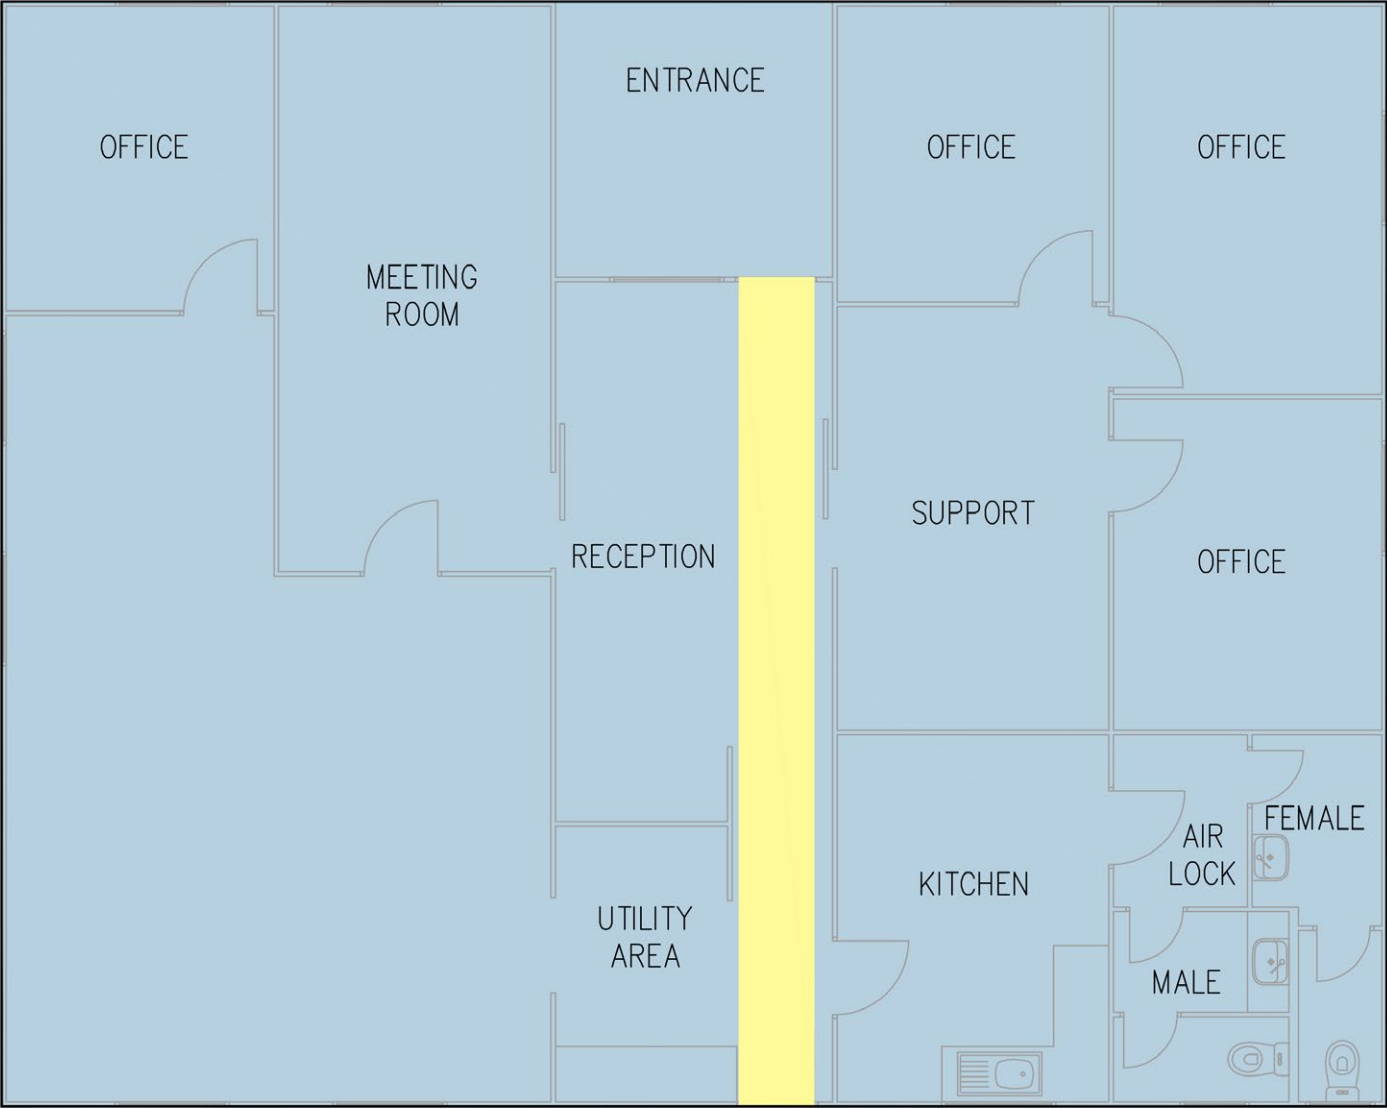 ENTRANCE
OFFICE
OFFICE
OFFICE
MEETING
ROOM
SUPPORT
RECEPTION
OFFICE
FEMALE
AIR
LOCK
KITCHEN
UTILITY
AREA
MALE